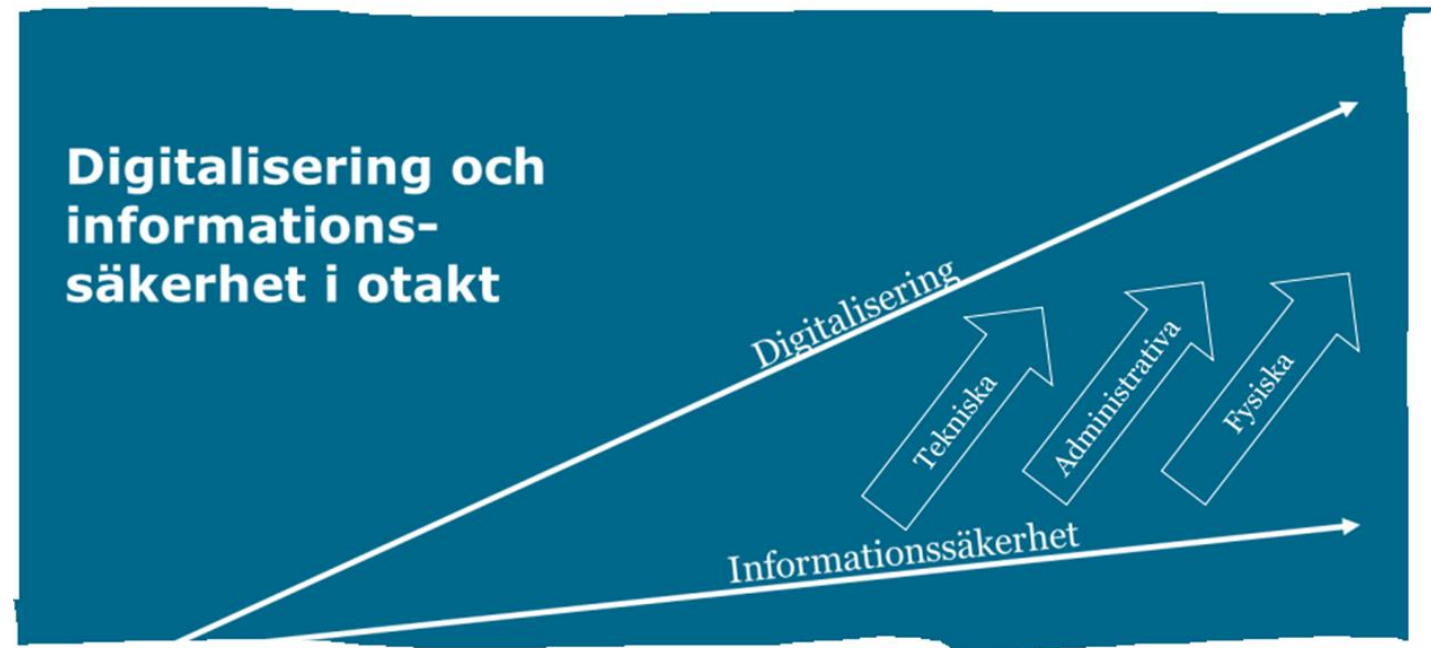 Digitalisering och
informations-
säkerhet i otakt
Digitalisering
Tekniska
Administrativa
Fysiska
Informationssäkerhet